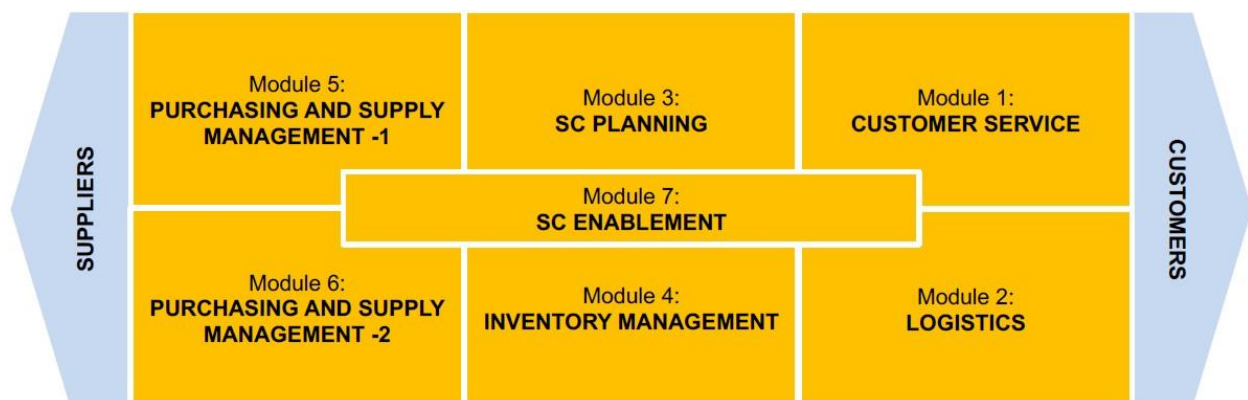 SUPPLIERS
Module 5:
PURCHASING AND SUPPLY
MANAGEMENT -1
Module 3:
SC PLANNING
Module 1:
CUSTOMER SERVICE
Module 7:
SC ENABLEMENT
Module 6:
PURCHASING AND SUPPLY
MANAGEMENT -2
Module 4:
INVENTORY MANAGEMENT
Module 2:
LOGISTICS
CUSTOMERS